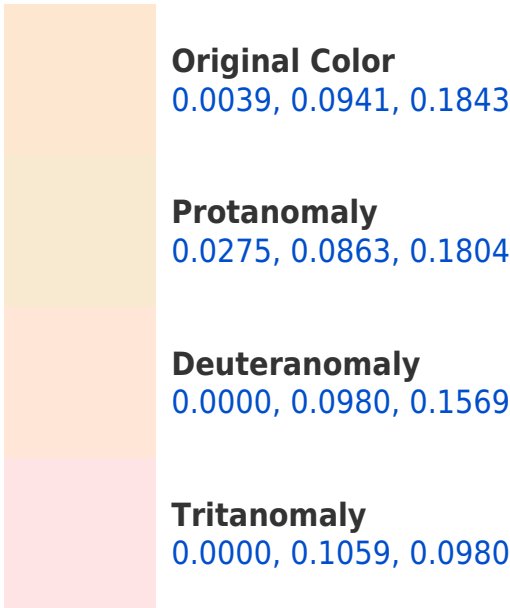 Original Color
0.0039, 0.0941, 0.1843
Protanomaly
0.0275, 0.0863, 0.1804
Deuteranomaly
0.0000, 0.0980, 0.1569
Tritanomaly
0.0000, 0.1059, 0.0980